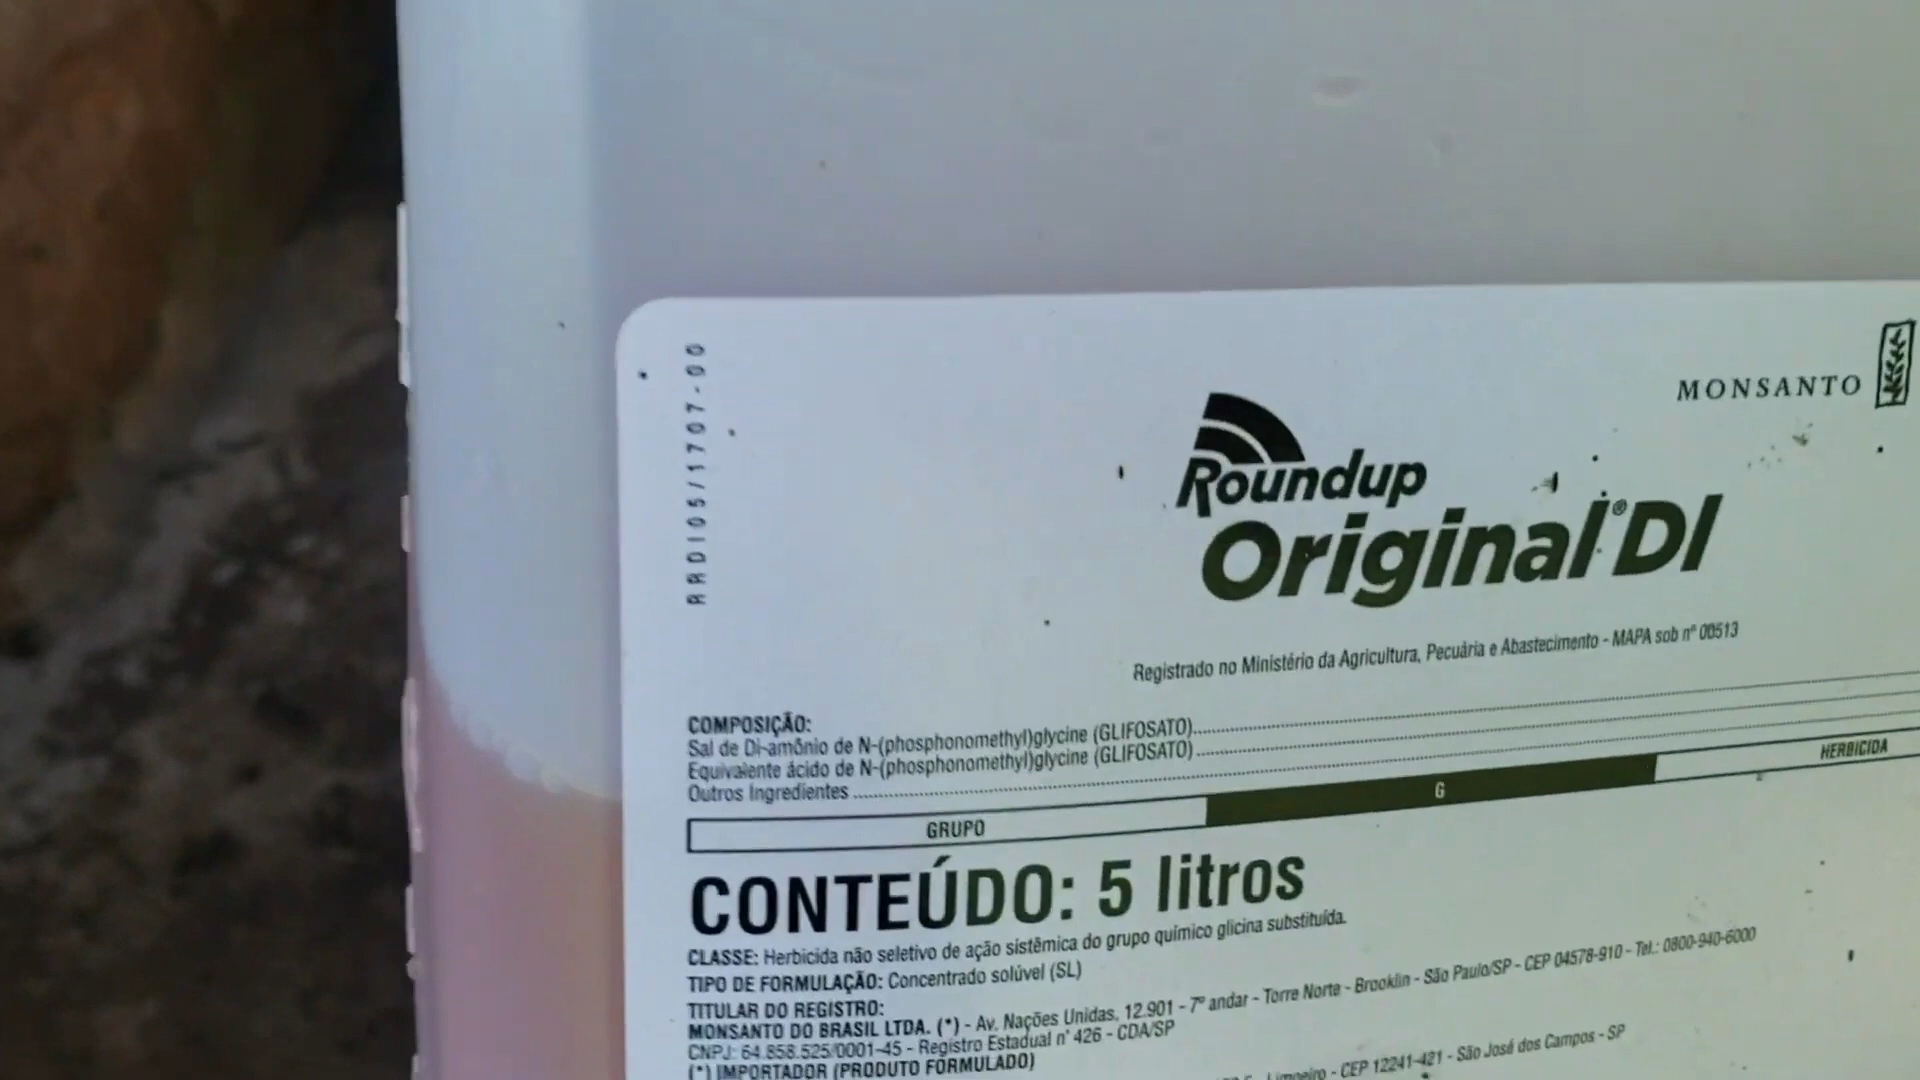 RRDI05/1707-00
MONSANTO
Roundup
Original® DI
Registrado no Ministério da Agricultura, Pecuária e Abastecimento - MAPA sob nº 00513
COMPOSIÇÃO:
Sal de Di-amônio de N-(phosphonomethyl)glycine (GLIFOSATO)
Equivalente ácido de N-(phosphonomethyl)glycine (GLIFOSATO)
Outros Ingredientes
GRUPO G HERBICIDA
CONTEÚDO: 5 litros
CLASSE: Herbicida não seletivo de ação sistêmica do grupo químico glicina substituída.
TIPO DE FORMULAÇÃO: Concentrado solúvel (SL)
TITULAR DO REGISTRO:
MONSANTO DO BRASIL LTDA. (*) - Av. Nações Unidas, 12.901 - 7º andar - Torre Norte - Brooklin - São Paulo/SP - CEP 04578-910 - Tel.: 0800-940-6000
CNPJ: 64.858.525/0001-45 - Registro Estadual n° 426 - CDA/SP
(*) IMPORTADOR (PRODUTO FORMULADO)
Limoeiro - CEP 12241-421 - São José dos Campos - SP